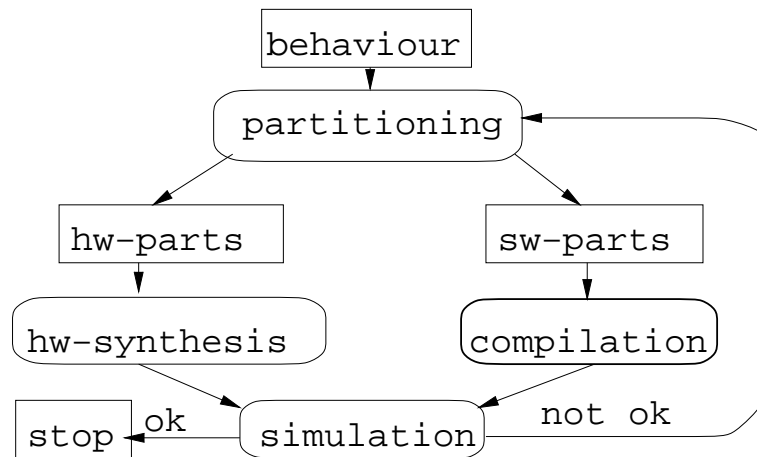 behaviour
partitioning
hw-parts
sw-parts
hw-synthesis
compilation
stop
ok
simulation
not ok